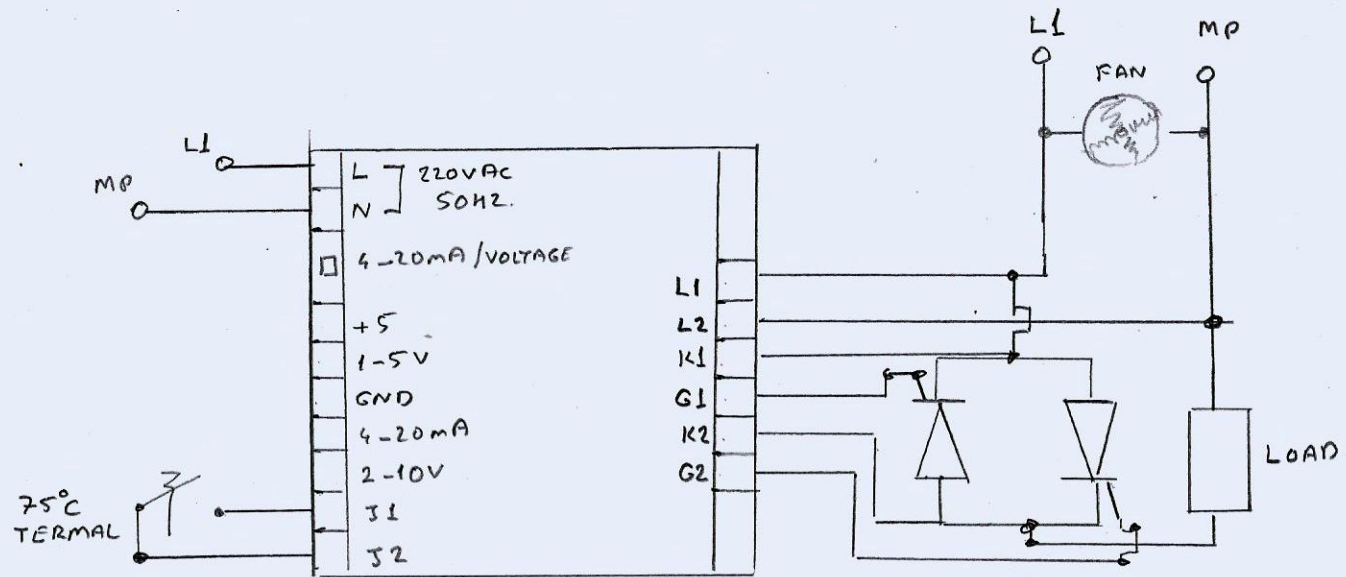 L1
MP
FAN
L1
MP
L 220VAC
N 50HZ.
4-20mA/VOLTAGE
+5
1-5V
GND
4-20mA
2-10V
J1
J2
L1
L2
K1
G1
K2
G2
LOAD
75°C
TERMAL